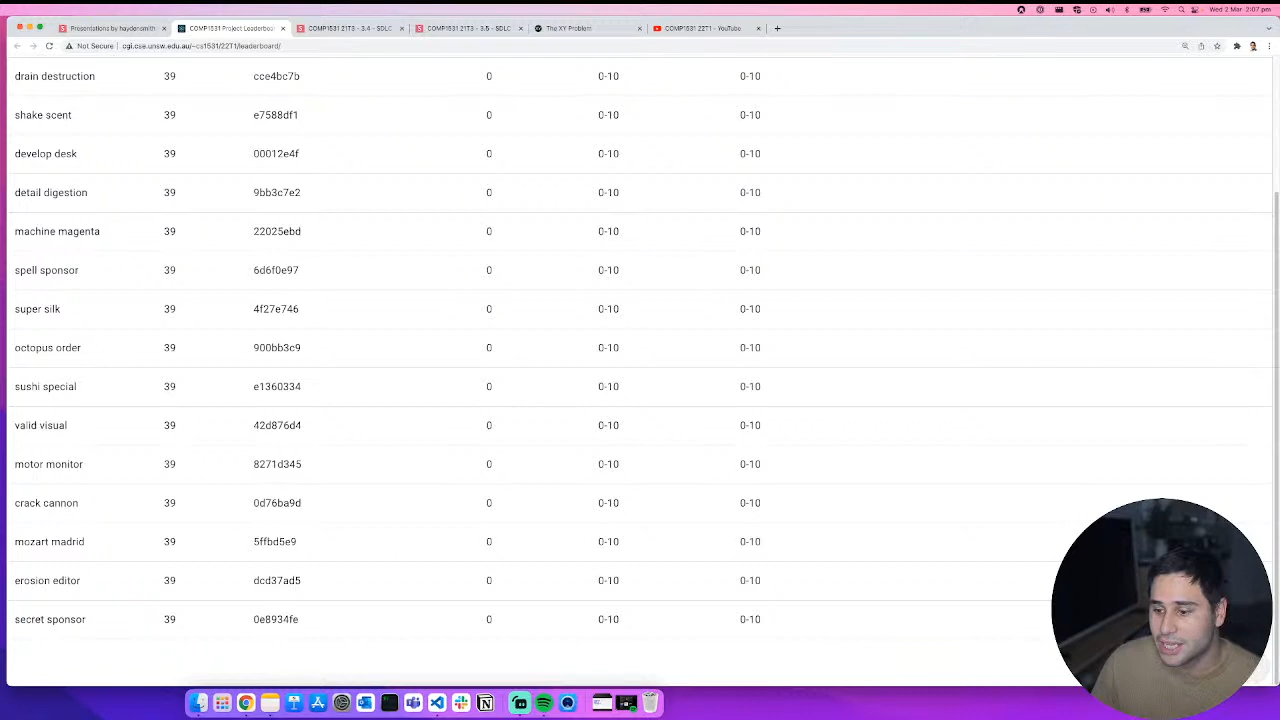 Wed 2 Mar 2:07 pm
Presentations by haydensmith
COMP1531 Project Leaderboard
COMP1531 21T3 - 3.4 - SDLC
COMP1531 21T3 - 3.5 - SDLC
The XY Problem
COMP1531 22T1 - YouTube
Not Secure cgi.cse.unsw.edu.au/~cs1531/22T1/leaderboard/
drain destruction 39 cce4bc7b 0 0-10 0-10
shake scent 39 e7588df1 0 0-10 0-10
develop desk 39 00012e4f 0 0-10 0-10
detail digestion 39 9bb3c7e2 0 0-10 0-10
machine magenta 39 22025ebd 0 0-10 0-10
spell sponsor 39 6d6f0e97 0 0-10 0-10
super silk 39 4f27e746 0 0-10 0-10
octopus order 39 900bb3c9 0 0-10 0-10
sushi special 39 e1360334 0 0-10 0-10
valid visual 39 42d876d4 0 0-10 0-10
motor monitor 39 8271d345 0 0-10 0-10
crack cannon 39 0d76ba9d 0 0-10 0-10
mozart madrid 39 5ffbd5e9 0 0-10 0-10
erosion editor 39 dcd37ad5 0 0-10 0-10
secret sponsor 39 0e8934fe 0 0-10 0-10